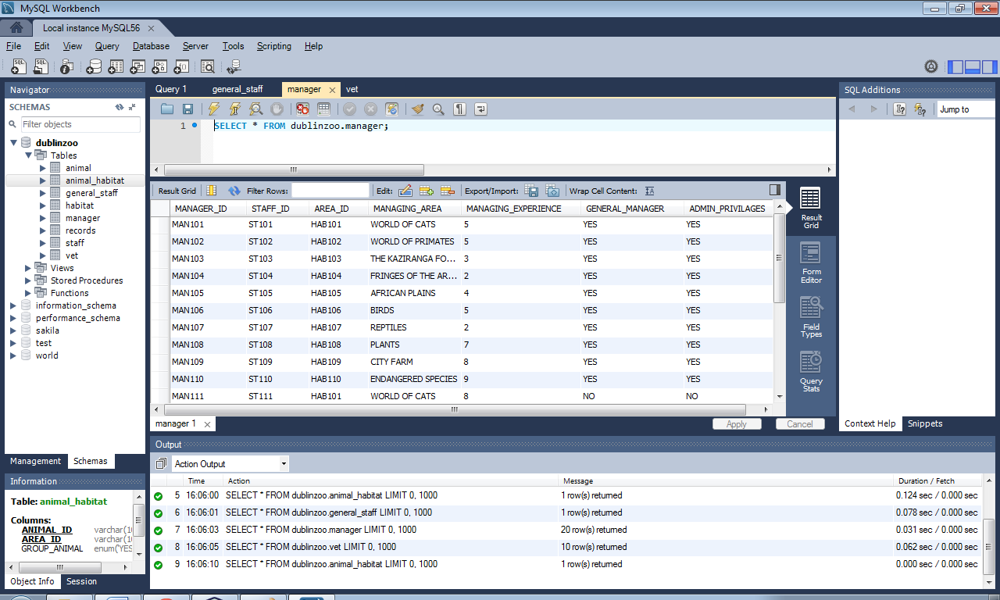 MySQL Workbench
Local instance MySQL56
File Edit View Query Database Server Tools Scripting Help
Navigator
SCHEMAS
Filter objects
dublinzoo
Tables
animal
animal_habitat
general_staff
habitat
manager
records
staff
vet
Views
Stored Procedures
Functions
information_schema
performance_schema
sakila
test
world
Management Schemas
Information
Table: animal_habitat
Columns:
ANIMAL_ID varchar(10
AREA_ID varchar(10
GROUP_ANIMAL enum('YES
Object Info Session
Query 1 general_staff manager vet
1 SELECT * FROM dublinzoo.manager;
Result Grid Filter Rows: Edit: Export/Import: Wrap Cell Content:
MANAGER_ID STAFF_ID AREA_ID MANAGING_AREA MANAGING_EXPERIENCE GENERAL_MANAGER ADMIN_PRIVILAGES
MAN101 ST101 HAB101 WORLD OF CATS 5 YES YES
MAN102 ST102 HAB102 WORLD OF PRIMATES 5 YES YES
MAN103 ST103 HAB103 THE KAZIRANGA FO... 3 YES YES
MAN104 ST104 HAB104 FRINGES OF THE AR... 2 YES YES
MAN105 ST105 HAB105 AFRICAN PLAINS 4 YES YES
MAN106 ST106 HAB106 BIRDS 5 YES YES
MAN107 ST107 HAB107 REPTILES 2 YES YES
MAN108 ST108 HAB108 PLANTS 7 YES YES
MAN109 ST109 HAB109 CITY FARM 8 YES YES
MAN110 ST110 HAB110 ENDANGERED SPECIES 9 YES YES
MAN111 ST111 HAB101 WORLD OF CATS 8 NO NO
manager 1
Apply Cancel
Result Grid
Form Editor
Field Types
Query Stats
SQL Additions
Jump to
Context Help Snippets
Output
Action Output
Time Action Message Duration / Fetch
5 16:06:00 SELECT * FROM dublinzoo.animal_habitat LIMIT 0, 1000 1 row(s) returned 0.124 sec / 0.000 sec
6 16:06:01 SELECT * FROM dublinzoo.general_staff LIMIT 0, 1000 1 row(s) returned 0.078 sec / 0.000 sec
7 16:06:03 SELECT * FROM dublinzoo.manager LIMIT 0, 1000 20 row(s) returned 0.031 sec / 0.000 sec
8 16:06:05 SELECT * FROM dublinzoo.vet LIMIT 0, 1000 10 row(s) returned 0.062 sec / 0.000 sec
9 16:06:10 SELECT * FROM dublinzoo.animal_habitat LIMIT 0, 1000 1 row(s) returned 0.000 sec / 0.000 sec